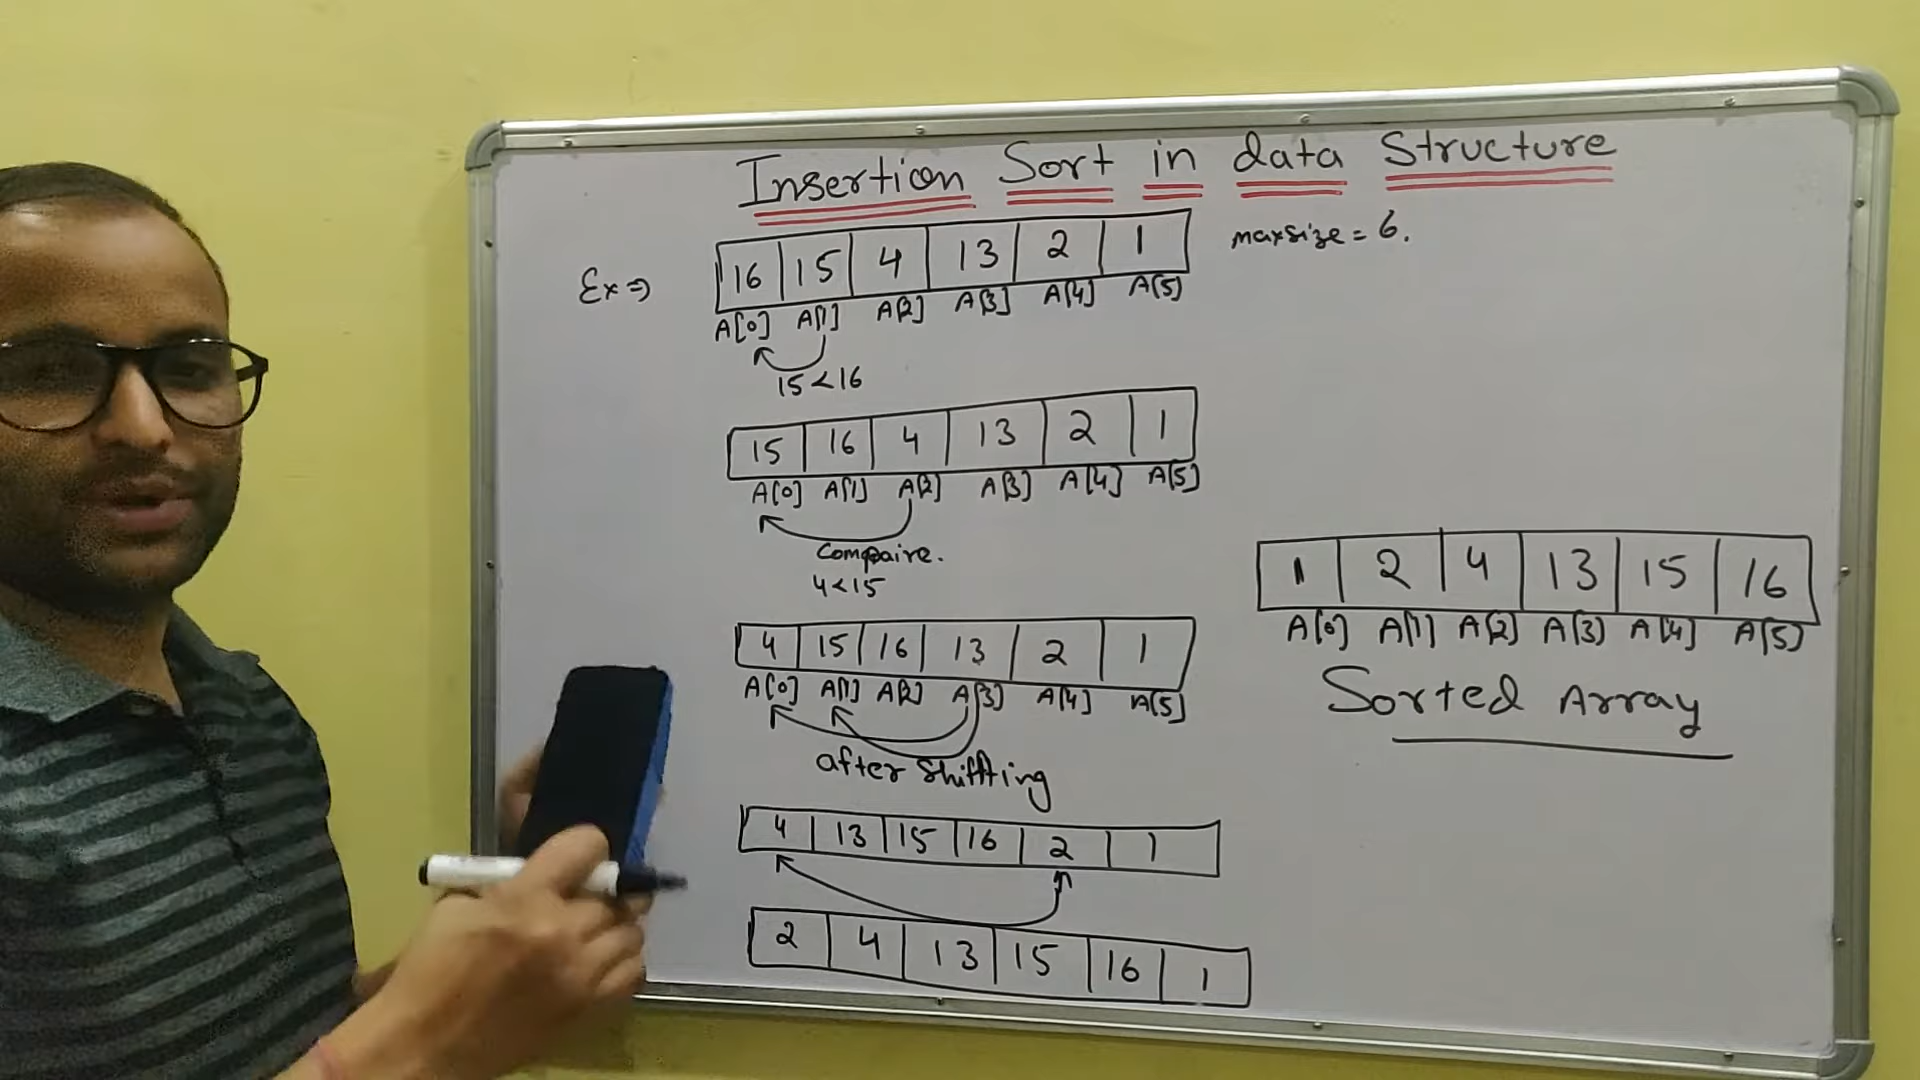 Insertion Sort in data Structure
Ex ⇒ 16 15 4 13 2 1 maxsize = 6.
A[0] A[1] A[2] A[3] A[4] A[5]
15 < 16
15 16 4 13 2 1
A[0] A[1] A[2] A[3] A[4] A[5]
Compaire.
4 < 15
4 15 16 13 2 1
A[0] A[1] A[2] A[3] A[4] A[5]
after Shiffting
4 13 15 16 2 1
2 4 13 15 16 1
1 2 4 13 15 16
A[0] A[1] A[2] A[3] A[4] A[5]
Sorted Array